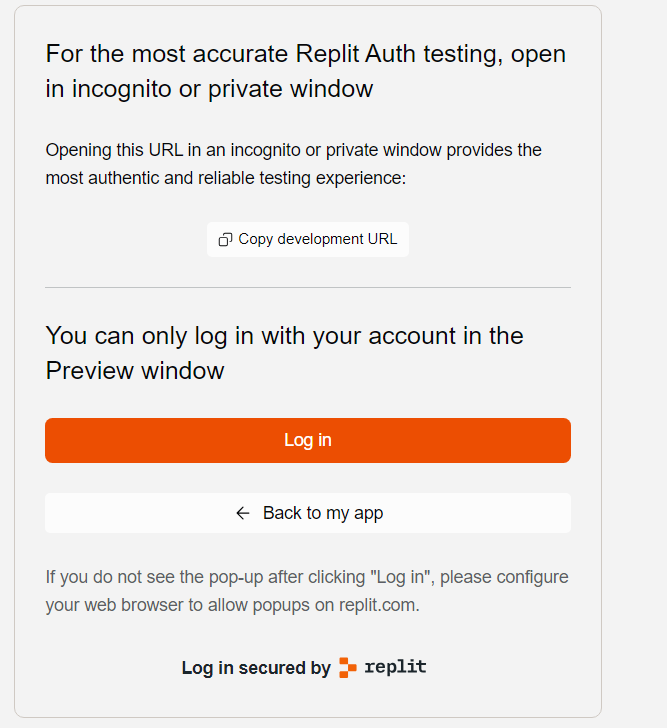 For the most accurate Replit Auth testing, open
in incognito or private window
Opening this URL in an incognito or private window provides the
most authentic and reliable testing experience:
Copy development URL
You can only log in with your account in the
Preview window
Log in
Back to my app
If you do not see the pop-up after clicking "Log in", please configure
your web browser to allow popups on replit.com.
Log in secured by replit